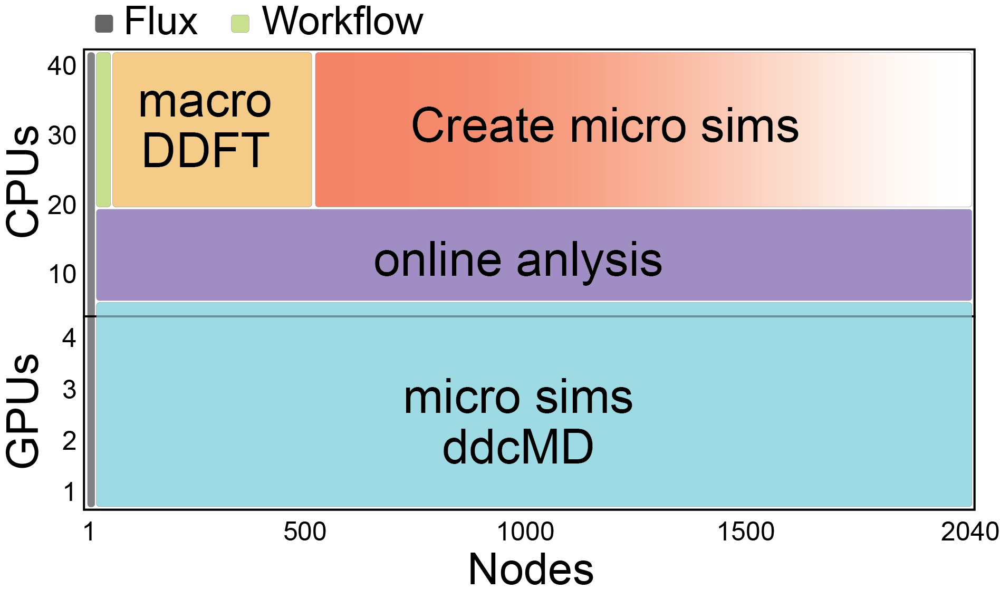 Flux Workflow
40
30
20
10
CPUs
macro
DDFT
Create micro sims
online anlysis
4
3
2
1
GPUs
micro sims
ddcMD
1 500 1000 1500 2040
Nodes